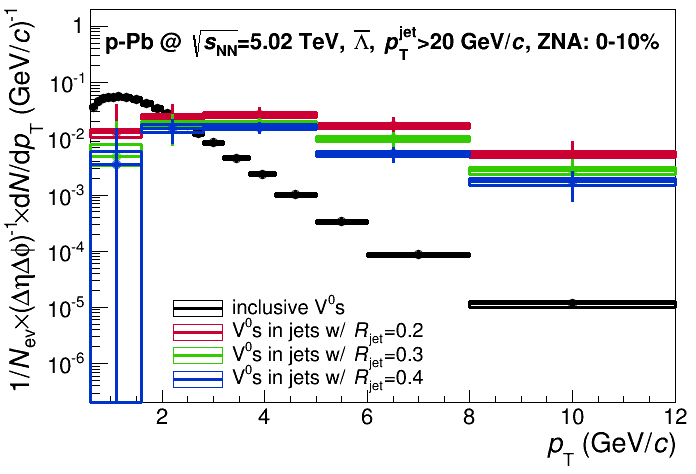 p-Pb @ √sNN=5.02 TeV, Λ̅, pTjet>20 GeV/c, ZNA: 0-10%
1/Nev×(ΔηΔϕ)⁻¹×dN/dpT (GeV/c)⁻¹
1
10⁻¹
10⁻²
10⁻³
10⁻⁴
10⁻⁵
10⁻⁶
inclusive V⁰s
V⁰s in jets w/ Rjet=0.2
V⁰s in jets w/ Rjet=0.3
V⁰s in jets w/ Rjet=0.4
2 4 6 8 10 12
pT (GeV/c)